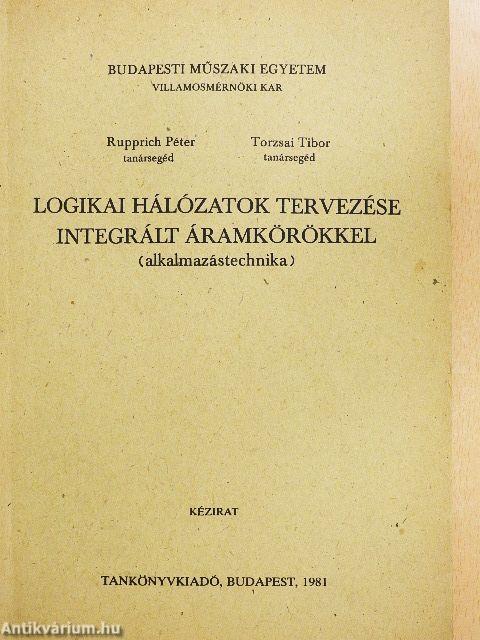 BUDAPESTI MŰSZAKI EGYETEM
VILLAMOSMÉRNÖKI KAR
Rupprich Péter Torzsai Tibor
tanársegéd tanársegéd
LOGIKAI HÁLÓZATOK TERVEZÉSE
INTEGRÁLT ÁRAMKÖRÖKKEL
(alkalmazástechnika)
KÉZIRAT
TANKÖNYVKIADÓ, BUDAPEST, 1981
Antikvárium.hu